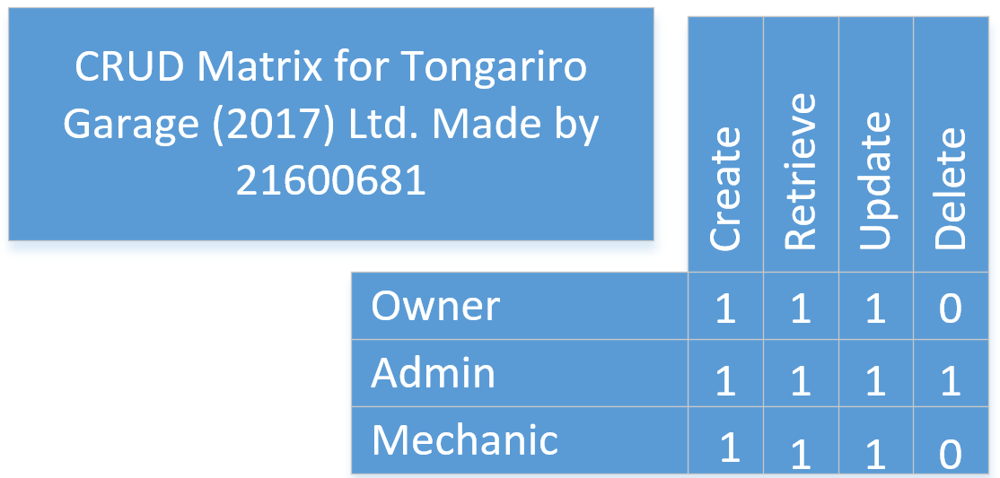 CRUD Matrix for Tongariro
Garage (2017) Ltd. Made by
21600681
Create Retrieve Update Delete
Owner 1 1 1 0
Admin 1 1 1 1
Mechanic 1 1 1 0